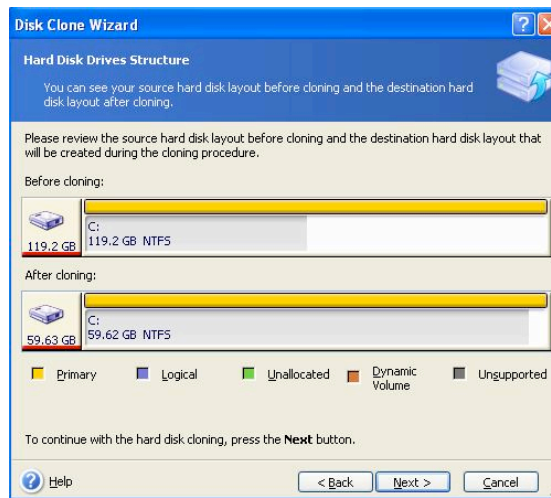 Disk Clone Wizard
Hard Disk Drives Structure
You can see your source hard disk layout before cloning and the destination hard
disk layout after cloning.
Please review the source hard disk layout before cloning and the destination hard disk layout that
will be created during the cloning procedure.
Before cloning:
119.2 GB
C:
119.2 GB NTFS
After cloning:
59.63 GB
C:
59.62 GB NTFS
Primary
Logical
Unallocated
Dynamic
Volume
Unsupported
To continue with the hard disk cloning, press the Next button.
? Help
< Back
Next >
Cancel